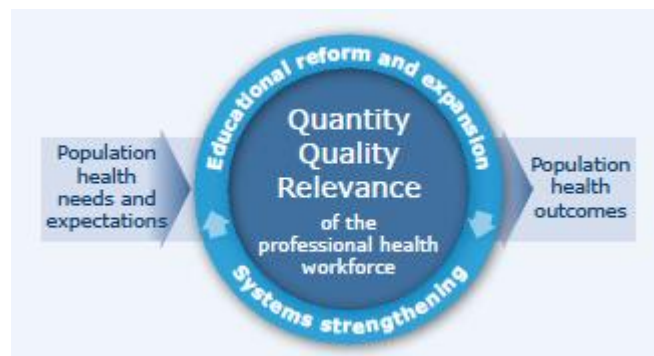 Educational reform and expansion
Population
health
needs and
expectations
Quantity
Quality
Relevance
of the
professional health
workforce
Population
health
outcomes
Systems strengthening